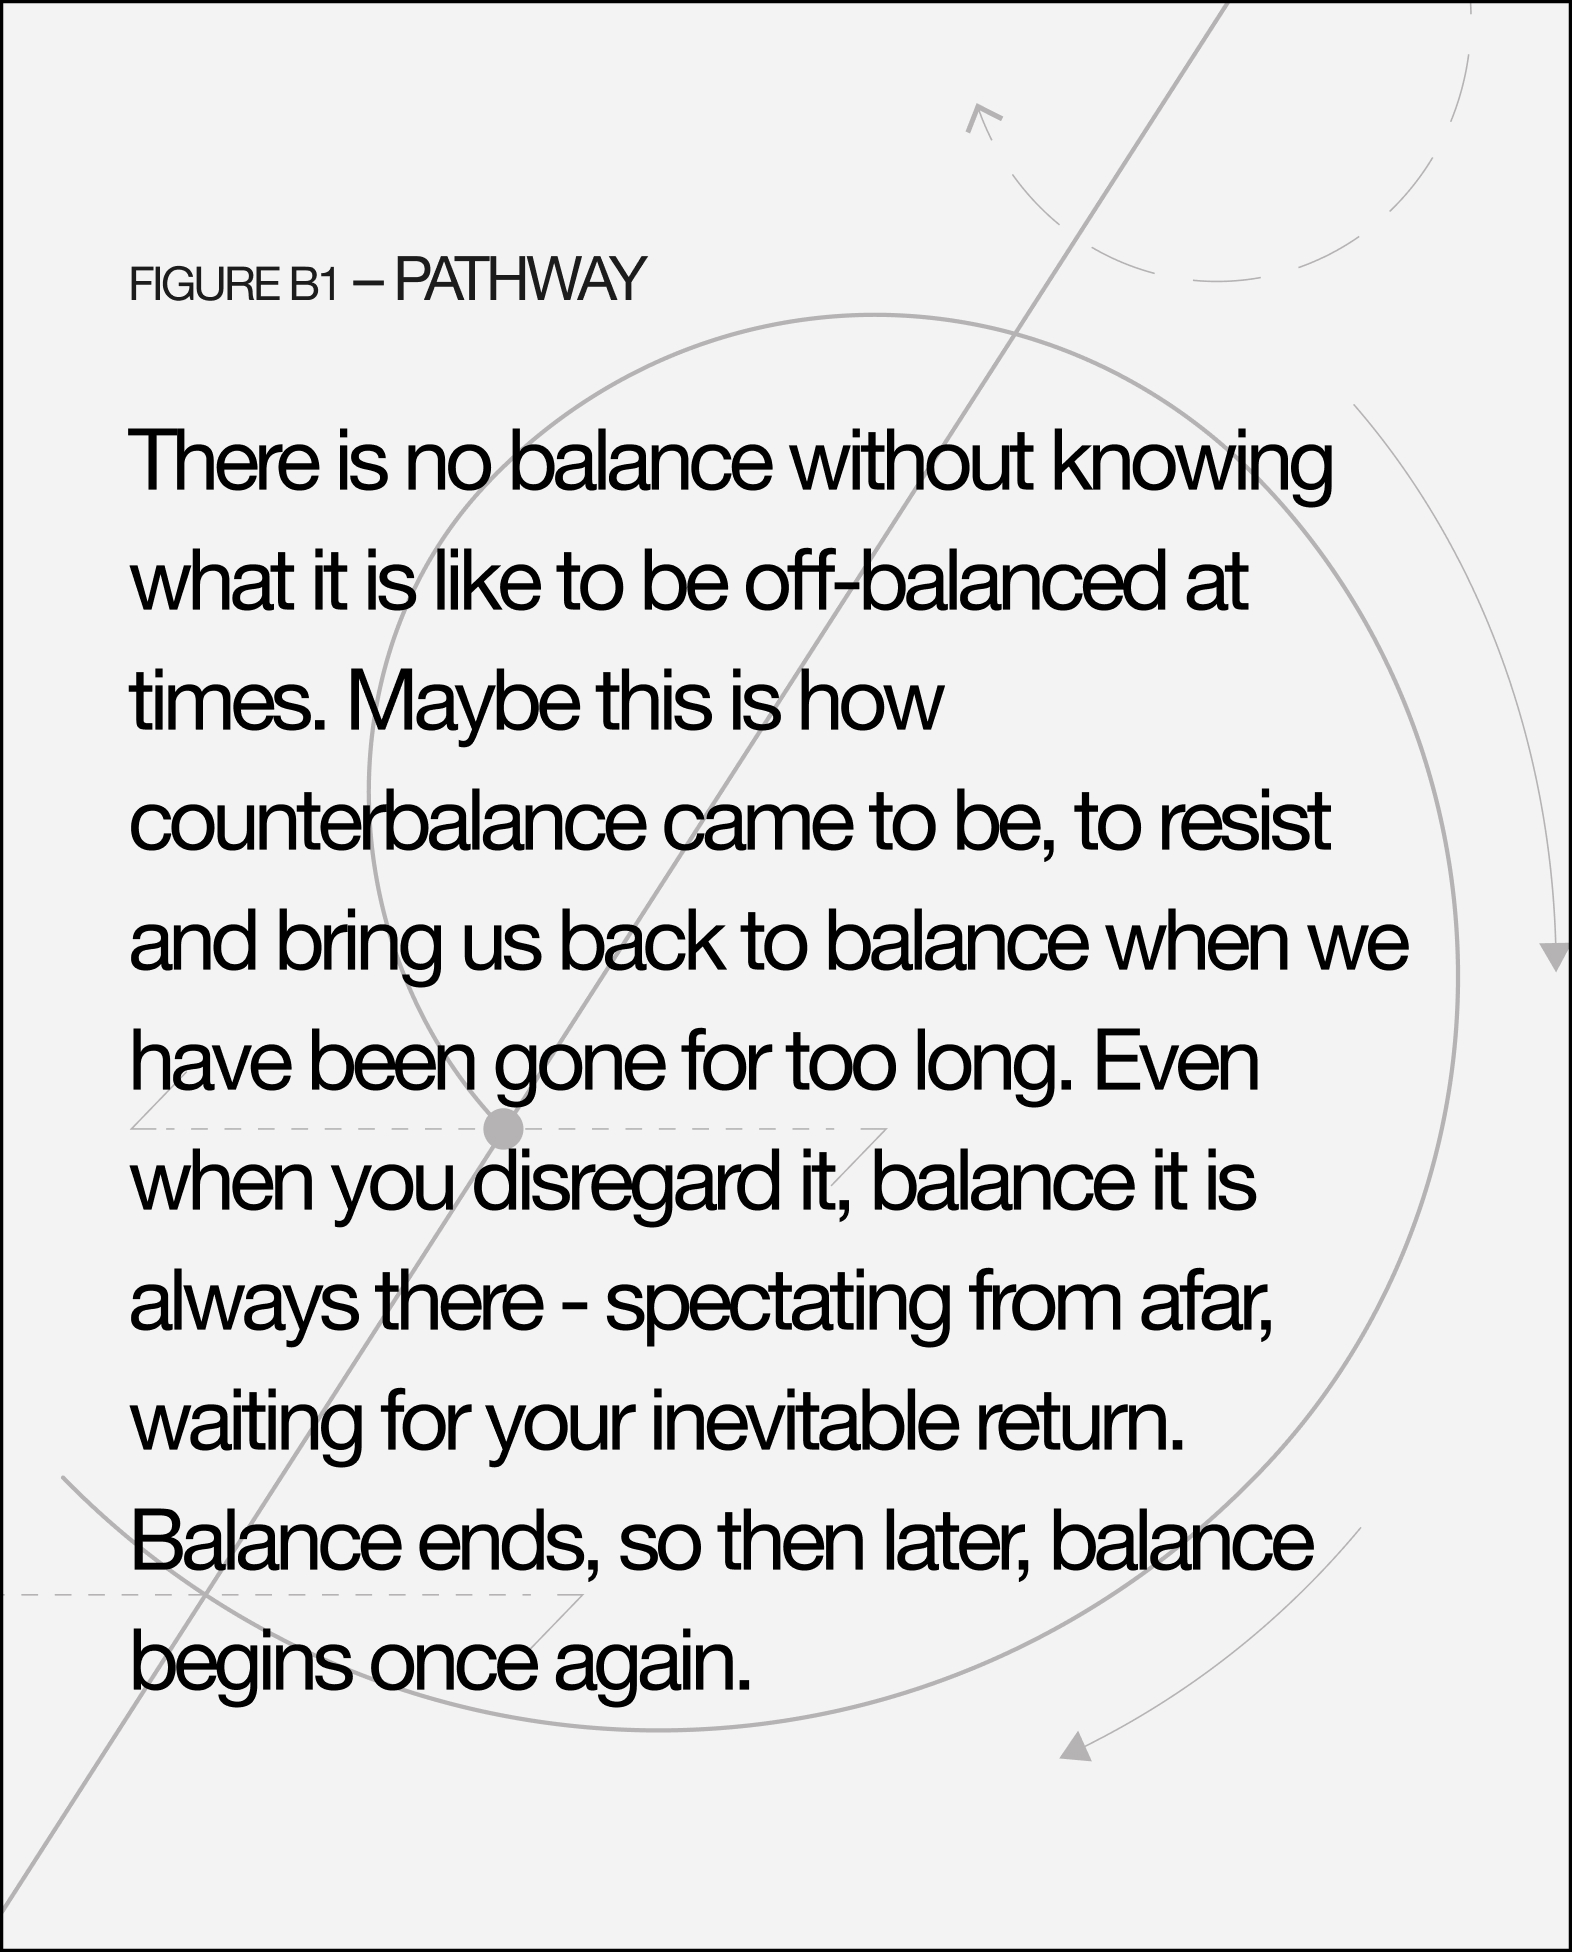 FIGURE B1 – PATHWAY
There is no balance without knowing
what it is like to be off-balanced at
times. Maybe this is how
counterbalance came to be, to resist
and bring us back to balance when we
have been gone for too long. Even
when you disregard it, balance it is
always there - spectating from afar,
waiting for your inevitable return.
Balance ends, so then later, balance
begins once again.